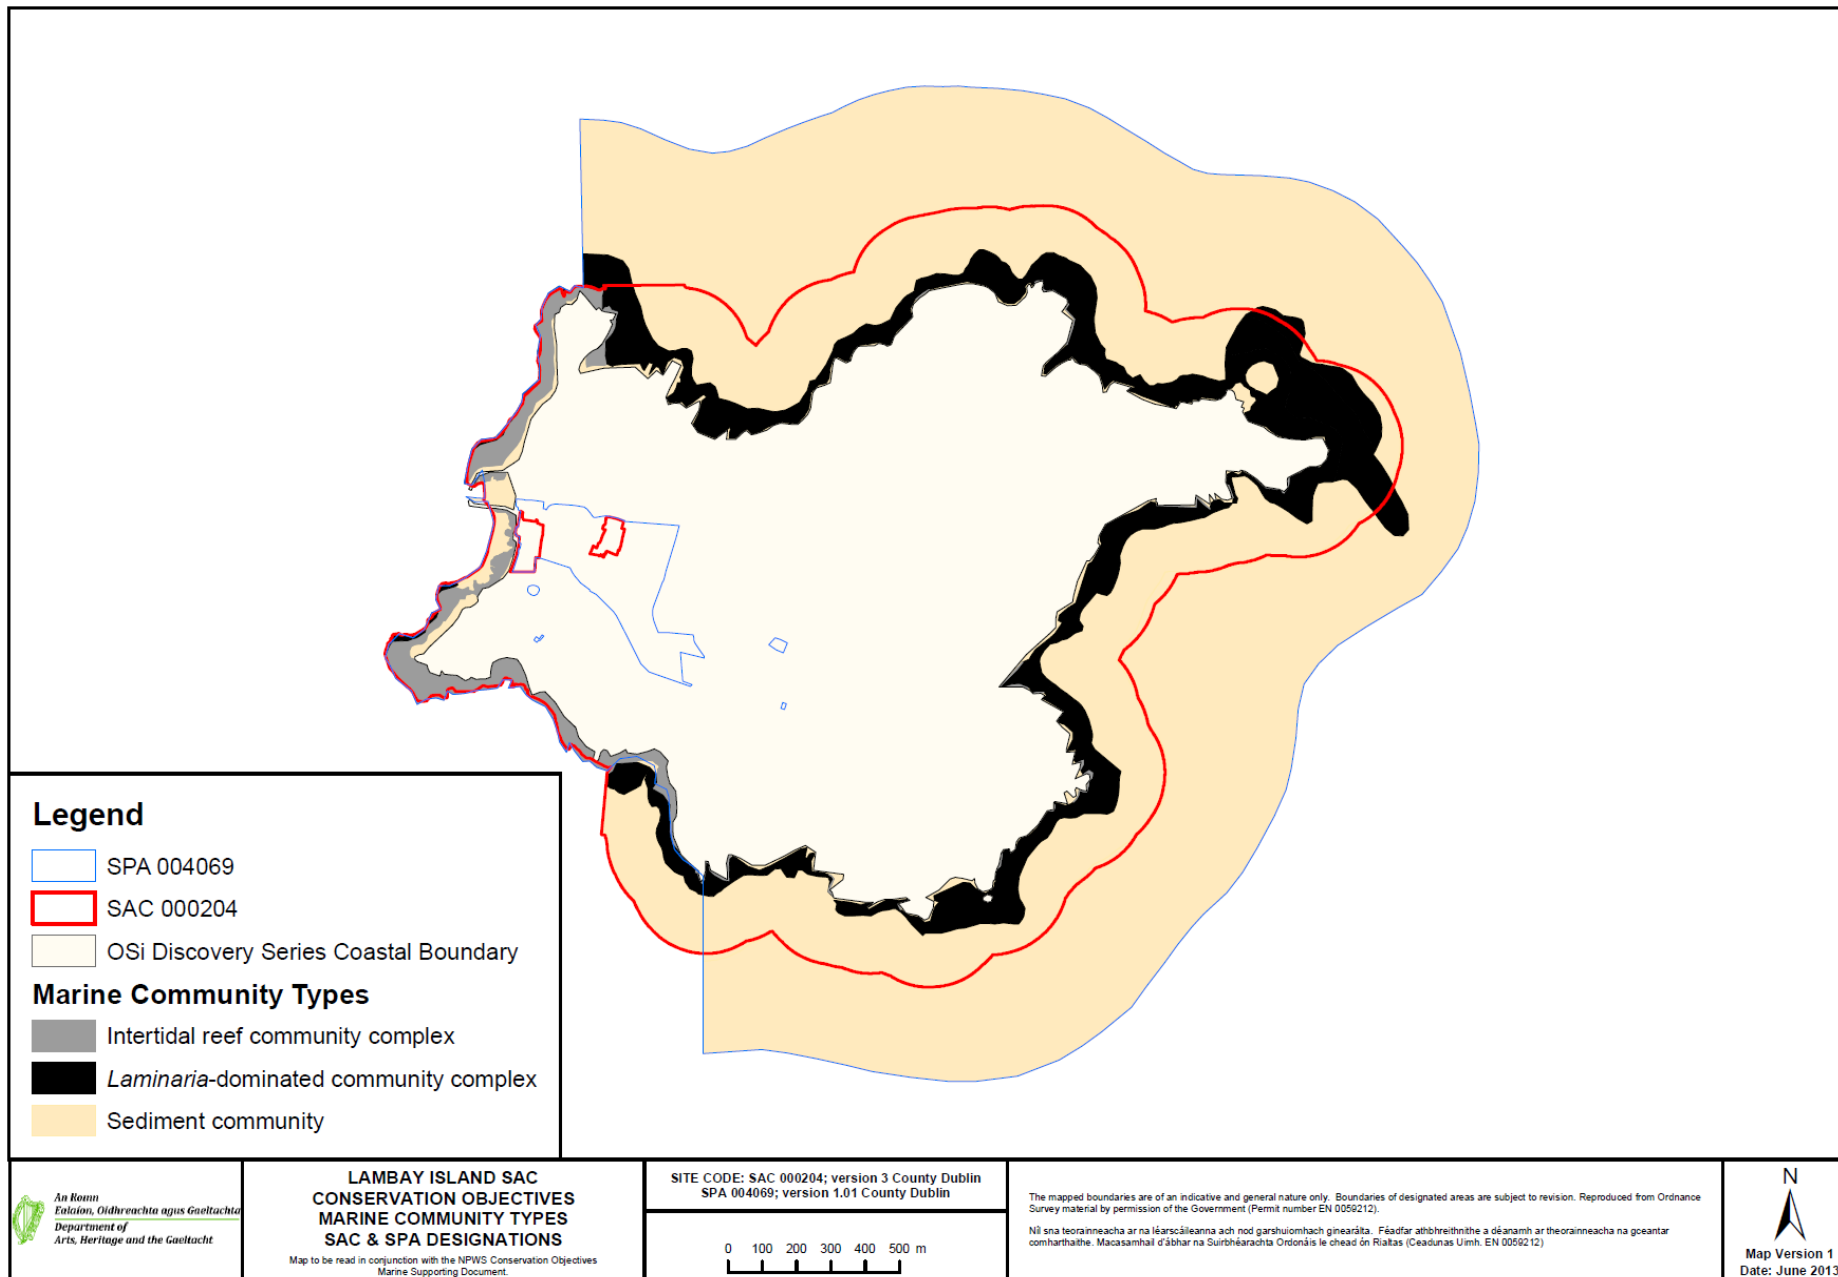 Legend
SPA 004069
SAC 000204
OSi Discovery Series Coastal Boundary
Marine Community Types
Intertidal reef community complex
Laminaria-dominated community complex
Sediment community
An Roinn
Ealaíon, Oidhreachta agus Gaeltachta
Department of
Arts, Heritage and the Gaeltacht
LAMBAY ISLAND SAC
CONSERVATION OBJECTIVES
MARINE COMMUNITY TYPES
SAC & SPA DESIGNATIONS
Map to be read in conjunction with the NPWS Conservation Objectives
Marine Supporting Document.
SITE CODE: SAC 000204; version 3 County Dublin
SPA 004069; version 1.01 County Dublin
0 100 200 300 400 500 m
The mapped boundaries are of an indicative and general nature only. Boundaries of designated areas are subject to revision. Reproduced from Ordnance
Survey material by permission of the Government (Permit number EN 0059212).
Níl sna teorainneacha ar na léarscáileanna ach nod garshuiomhach ginearálta. Féadfar athbhreithnithe a déanamh ar theorainneacha na gceantar
comharthaithe. Macasamhail d'ábhar na Suirbhéarachta Ordonáis le chead ón Rialtas (Ceadunas Uimh. EN 0059212)
N
Map Version 1
Date: June 2013